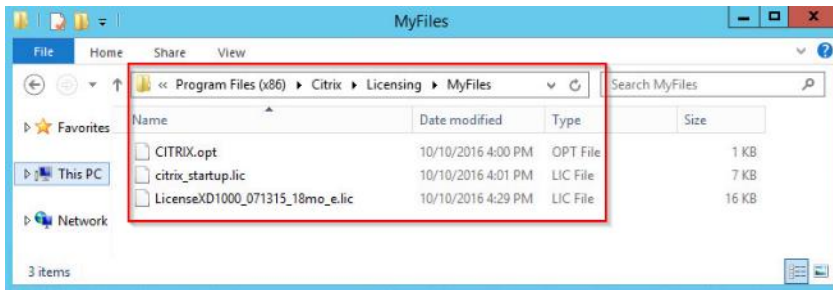 MyFiles
File Home Share View
« Program Files (x86) Citrix Licensing MyFiles Search MyFiles
Favorites Name Date modified Type Size
CITRIX.opt 10/10/2016 4:00 PM OPT File 1 KB
This PC citrix_startup.lic 10/10/2016 4:01 PM LIC File 7 KB
LicenseXD1000_071315_18mo_e.lic 10/10/2016 4:29 PM LIC File 16 KB
Network
3 items